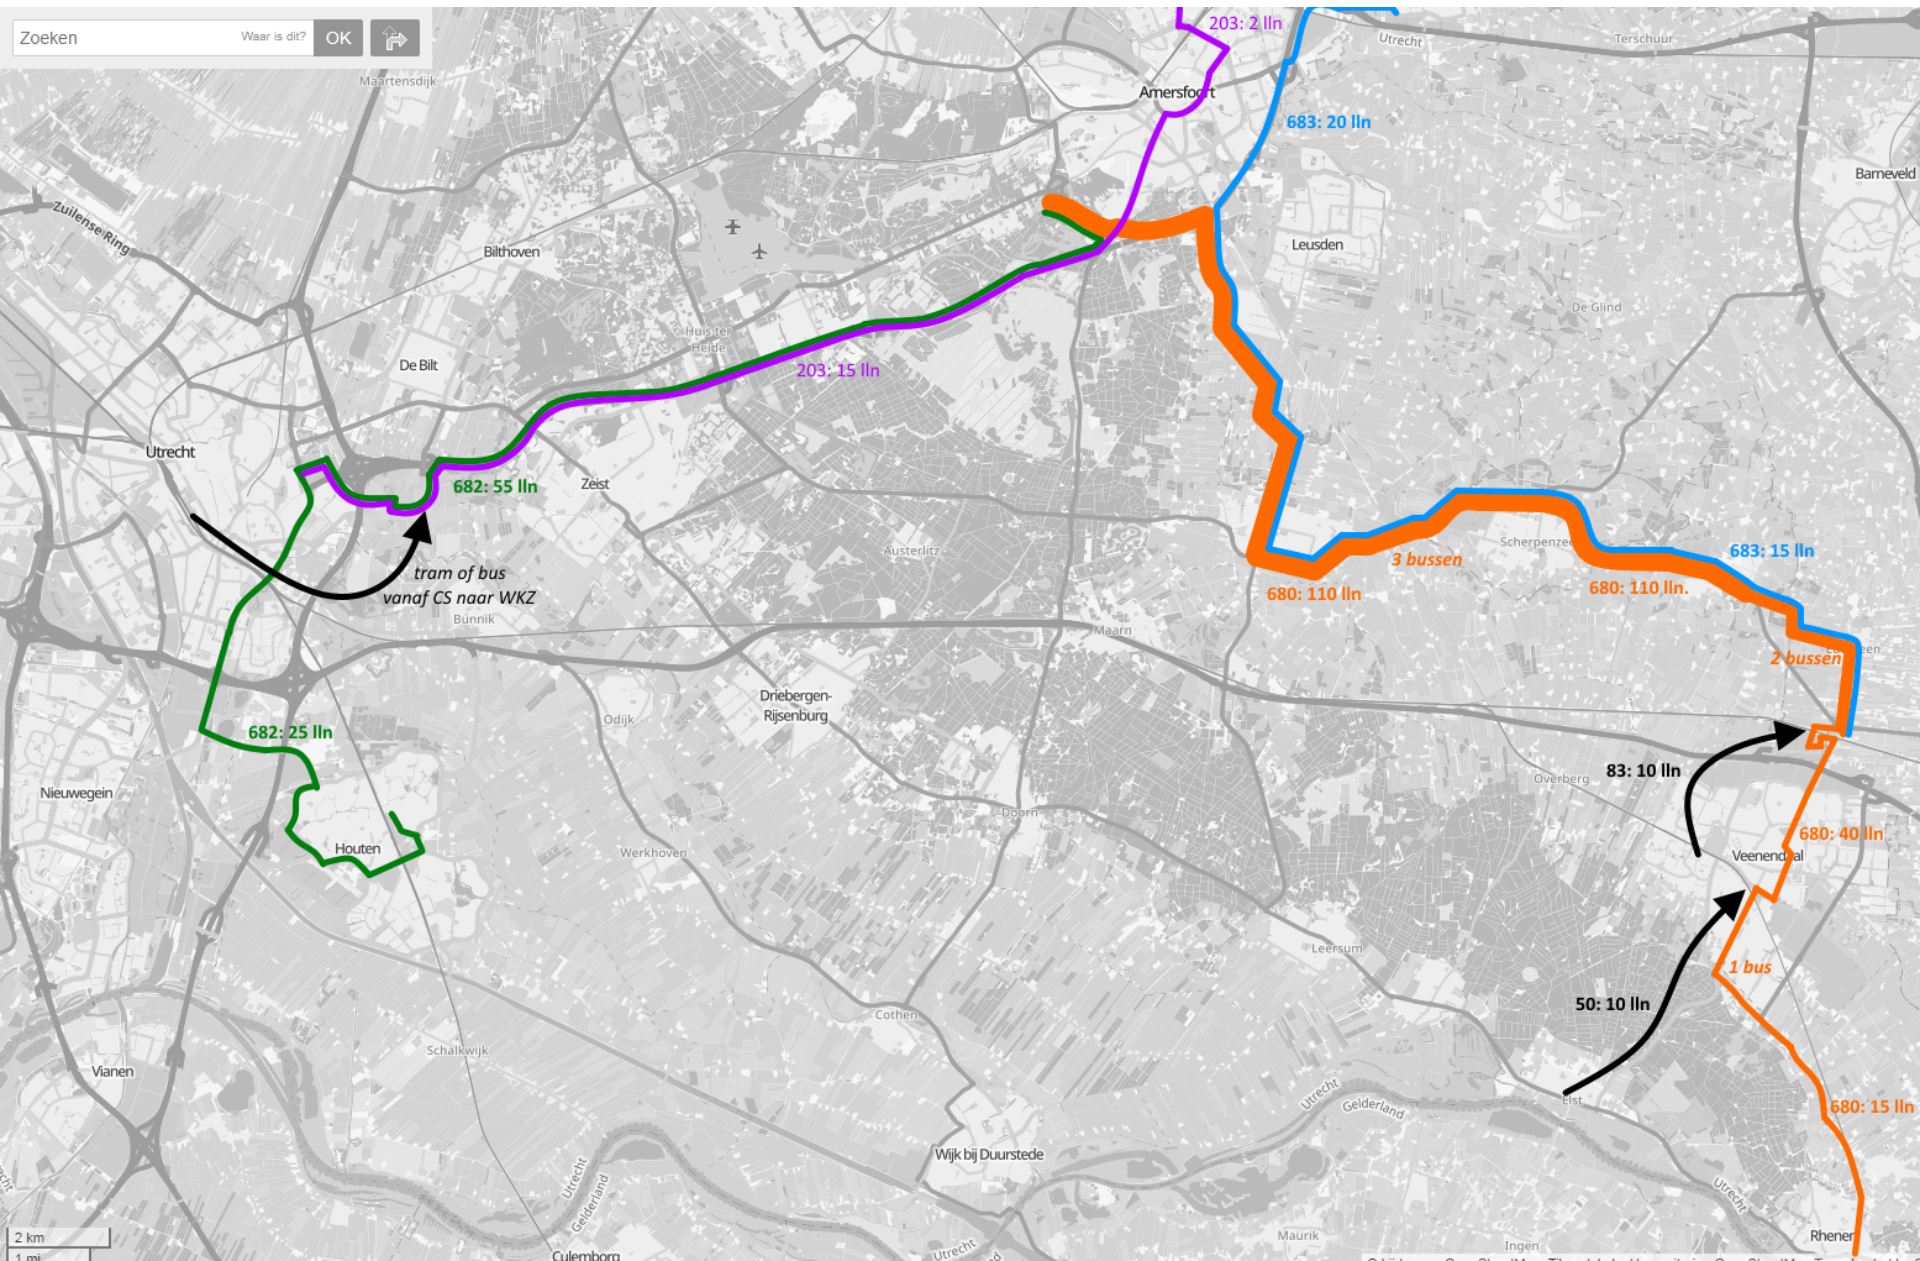 Zoeken
Waar is dit?
OK
203: 2 lln
Utrecht
Terschuur
Maartensdijk
Amersfoort
683: 20 lln
Barneveld
Zuilense Ring
Bilthoven
Leusden
De Glind
Huis ter
Heide
De Bilt
203: 15 lln
Utrecht
682: 55 lln
Zeist
Austerlitz
Scherpenzeel
3 bussen
683: 15 lln
680: 110 lln
680: 110 lln.
tram of bus
vanaf CS naar WKZ
Bunnik
Maarn
2 bussen
Driebergen-
Rijsenburg
Odijk
682: 25 lln
Nieuwegein
83: 10 lln
Overberg
Doorn
680: 40 lln
Houten
Werkhoven
Veenendaal
Leersum
1 bus
50: 10 lln
Cothen
Schalkwijk
Vianen
Elst
Utrecht
Gelderland
680: 15 lln
Wijk bij Duurstede
Utrecht
Gelderland
Utrecht
2 km
1 mi
Culemborg
Utrecht
Maurik
Ingen
Rhenen